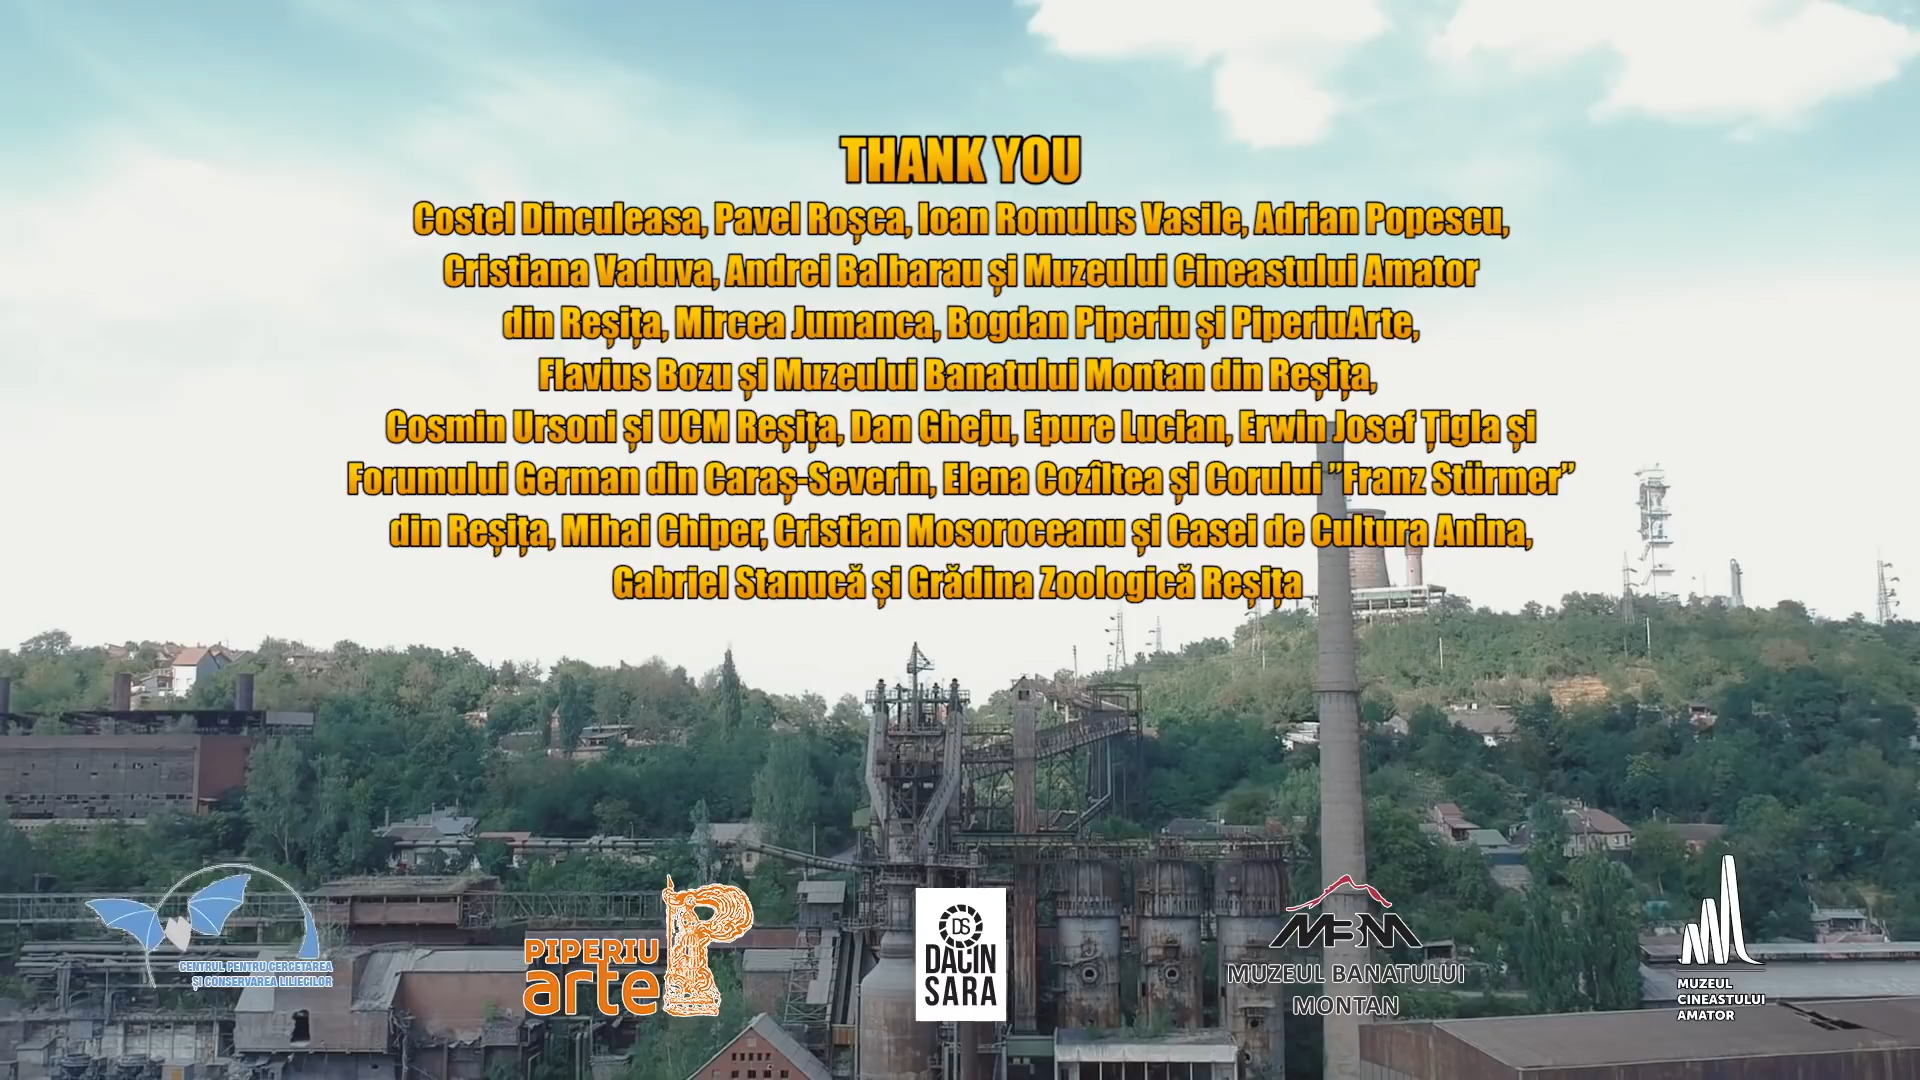 THANK YOU
Costel Dinculeasa, Pavel Roșca, Ioan Romulus Vasile, Adrian Popescu,
Cristiana Vaduva, Andrei Balbarau și Muzeului Cineastului Amator
din Reșița, Mircea Jumanca, Bogdan Piperiu și PiperiuArte,
Flavius Bozu și Muzeului Banatului Montan din Reșița,
Cosmin Ursoni și UCM Reșița, Dan Gheju, Epure Lucian, Erwin Josef Țigla și
Forumului German din Caraș-Severin, Elena Cozîltea și Corului ”Franz Stürmer”
din Reșița, Mihai Chiper, Cristian Mosoroceanu și Casei de Cultura Anina,
Gabriel Stanucă și Grădina Zoologică Reșița
CENTRUL PENTRU CERCETAREA
ȘI CONSERVAREA LILIECILOR
PIPERIU
arte
DS
DACIN
SARA
MBM
MUZEUL BANATULUI
MONTAN
MUZEUL
CINEASTULUI
AMATOR